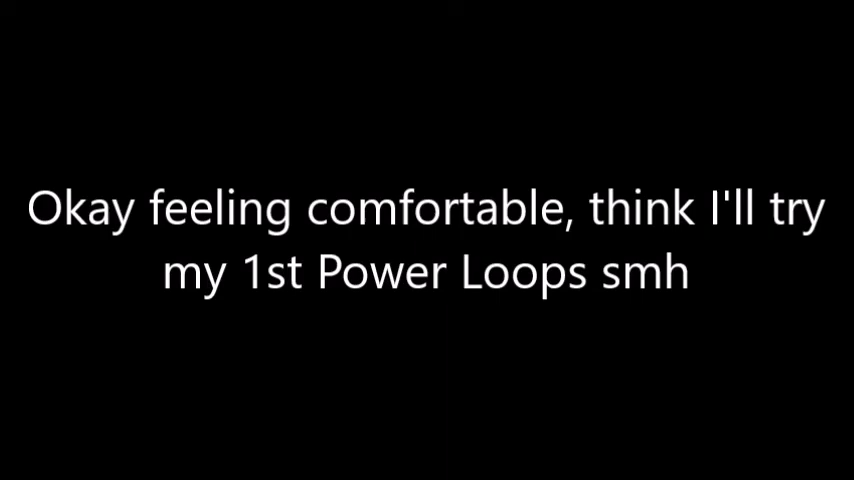 Okay feeling comfortable, think I'll try
my 1st Power Loops smh